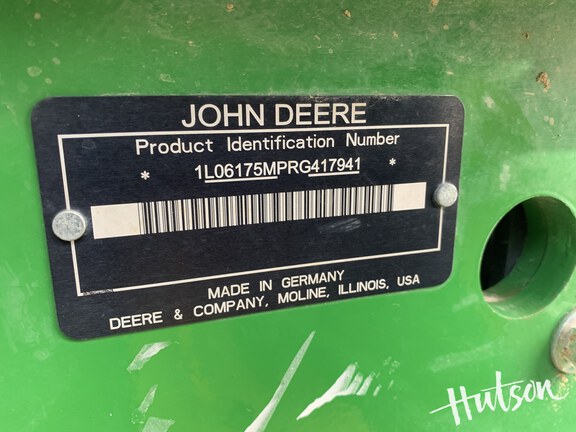 JOHN DEERE
Product Identification Number
* 1L06175MPRG417941 *
MADE IN GERMANY
DEERE & COMPANY, MOLINE, ILLINOIS, USA
Hutson